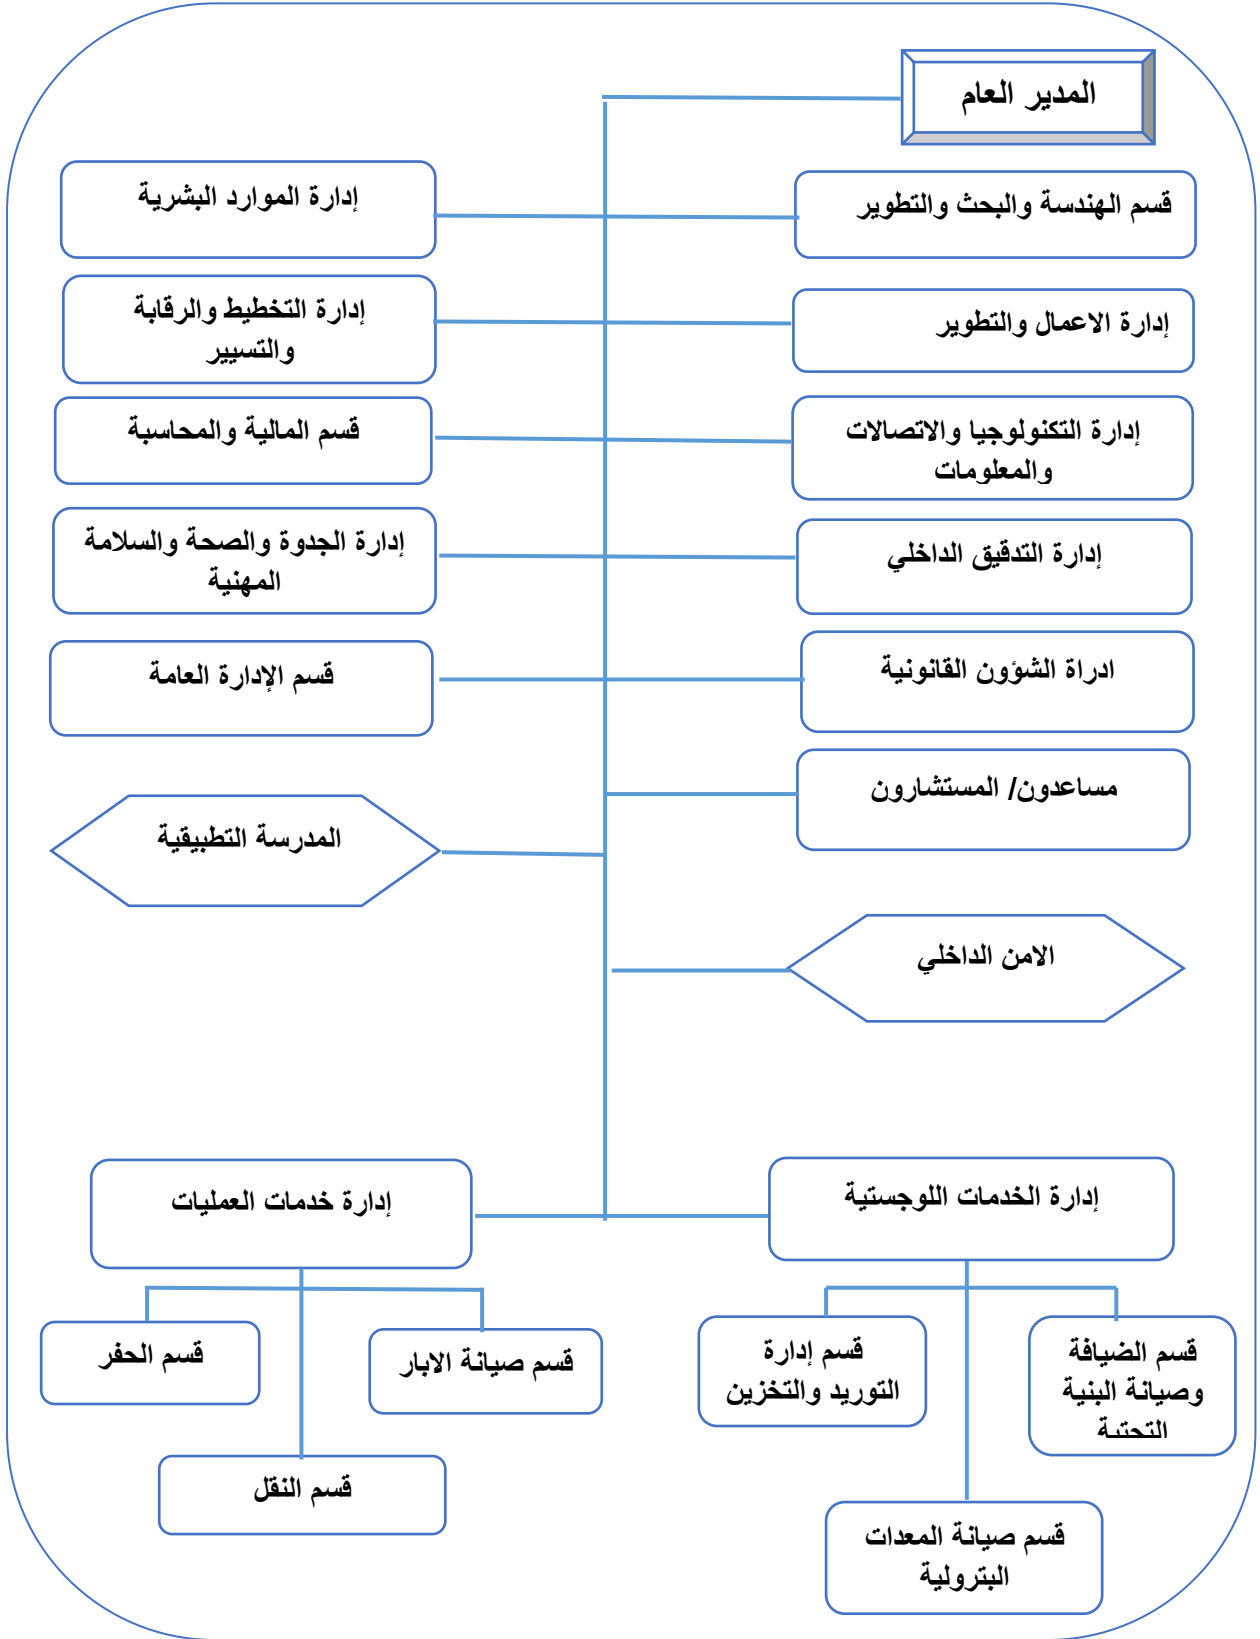 المدير العام
قسم الهندسة والبحث والتطوير
إدارة الموارد البشرية
إدارة الاعمال والتطوير
إدارة التخطيط والرقابة
والتسيير
إدارة التكنولوجيا والاتصالات
والمعلومات
قسم المالية والمحاسبة
إدارة التدقيق الداخلي
إدارة الجدوة والصحة والسلامة
المهنية
ادراة الشؤون القانونية
قسم الإدارة العامة
مساعدون/ المستشارون
المدرسة التطبيقية
الامن الداخلي
إدارة الخدمات اللوجستية
إدارة خدمات العمليات
قسم الضيافة
وصيانة البنية
التحتية
قسم إدارة
التوريد والتخزين
قسم صيانة الابار
قسم الحفر
قسم النقل
قسم صيانة المعدات
البترولية